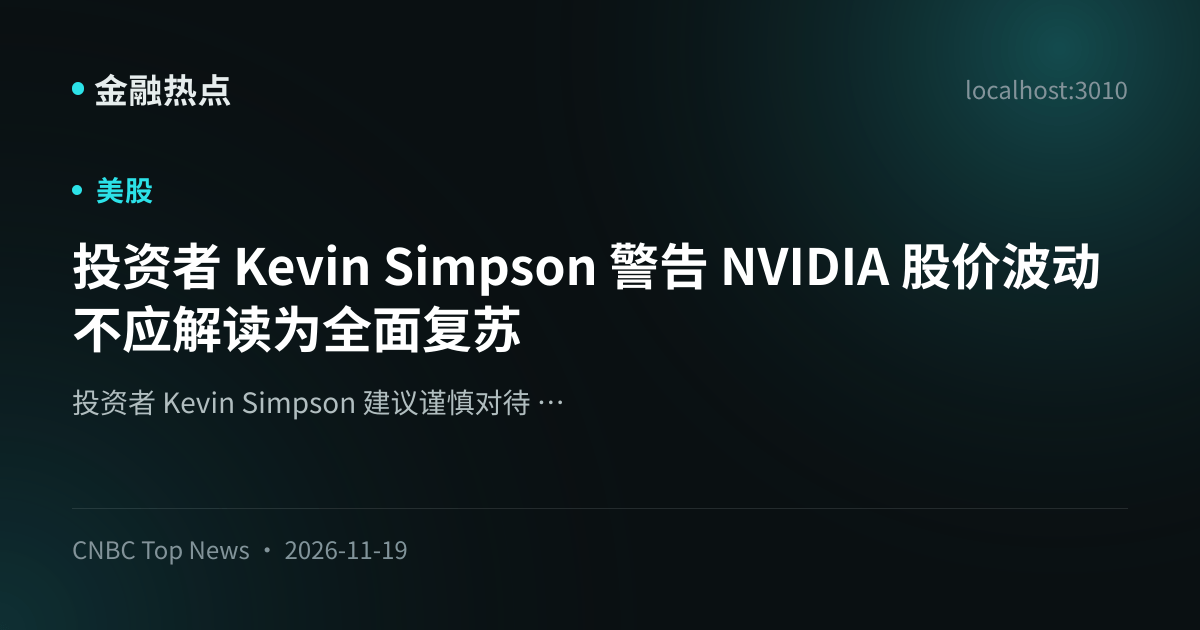 金融热点
localhost:3010
美股
投资者 Kevin Simpson 警告 NVIDIA 股价波动
不应解读为全面复苏
投资者 Kevin Simpson 建议谨慎对待 …
CNBC Top News · 2026-11-19